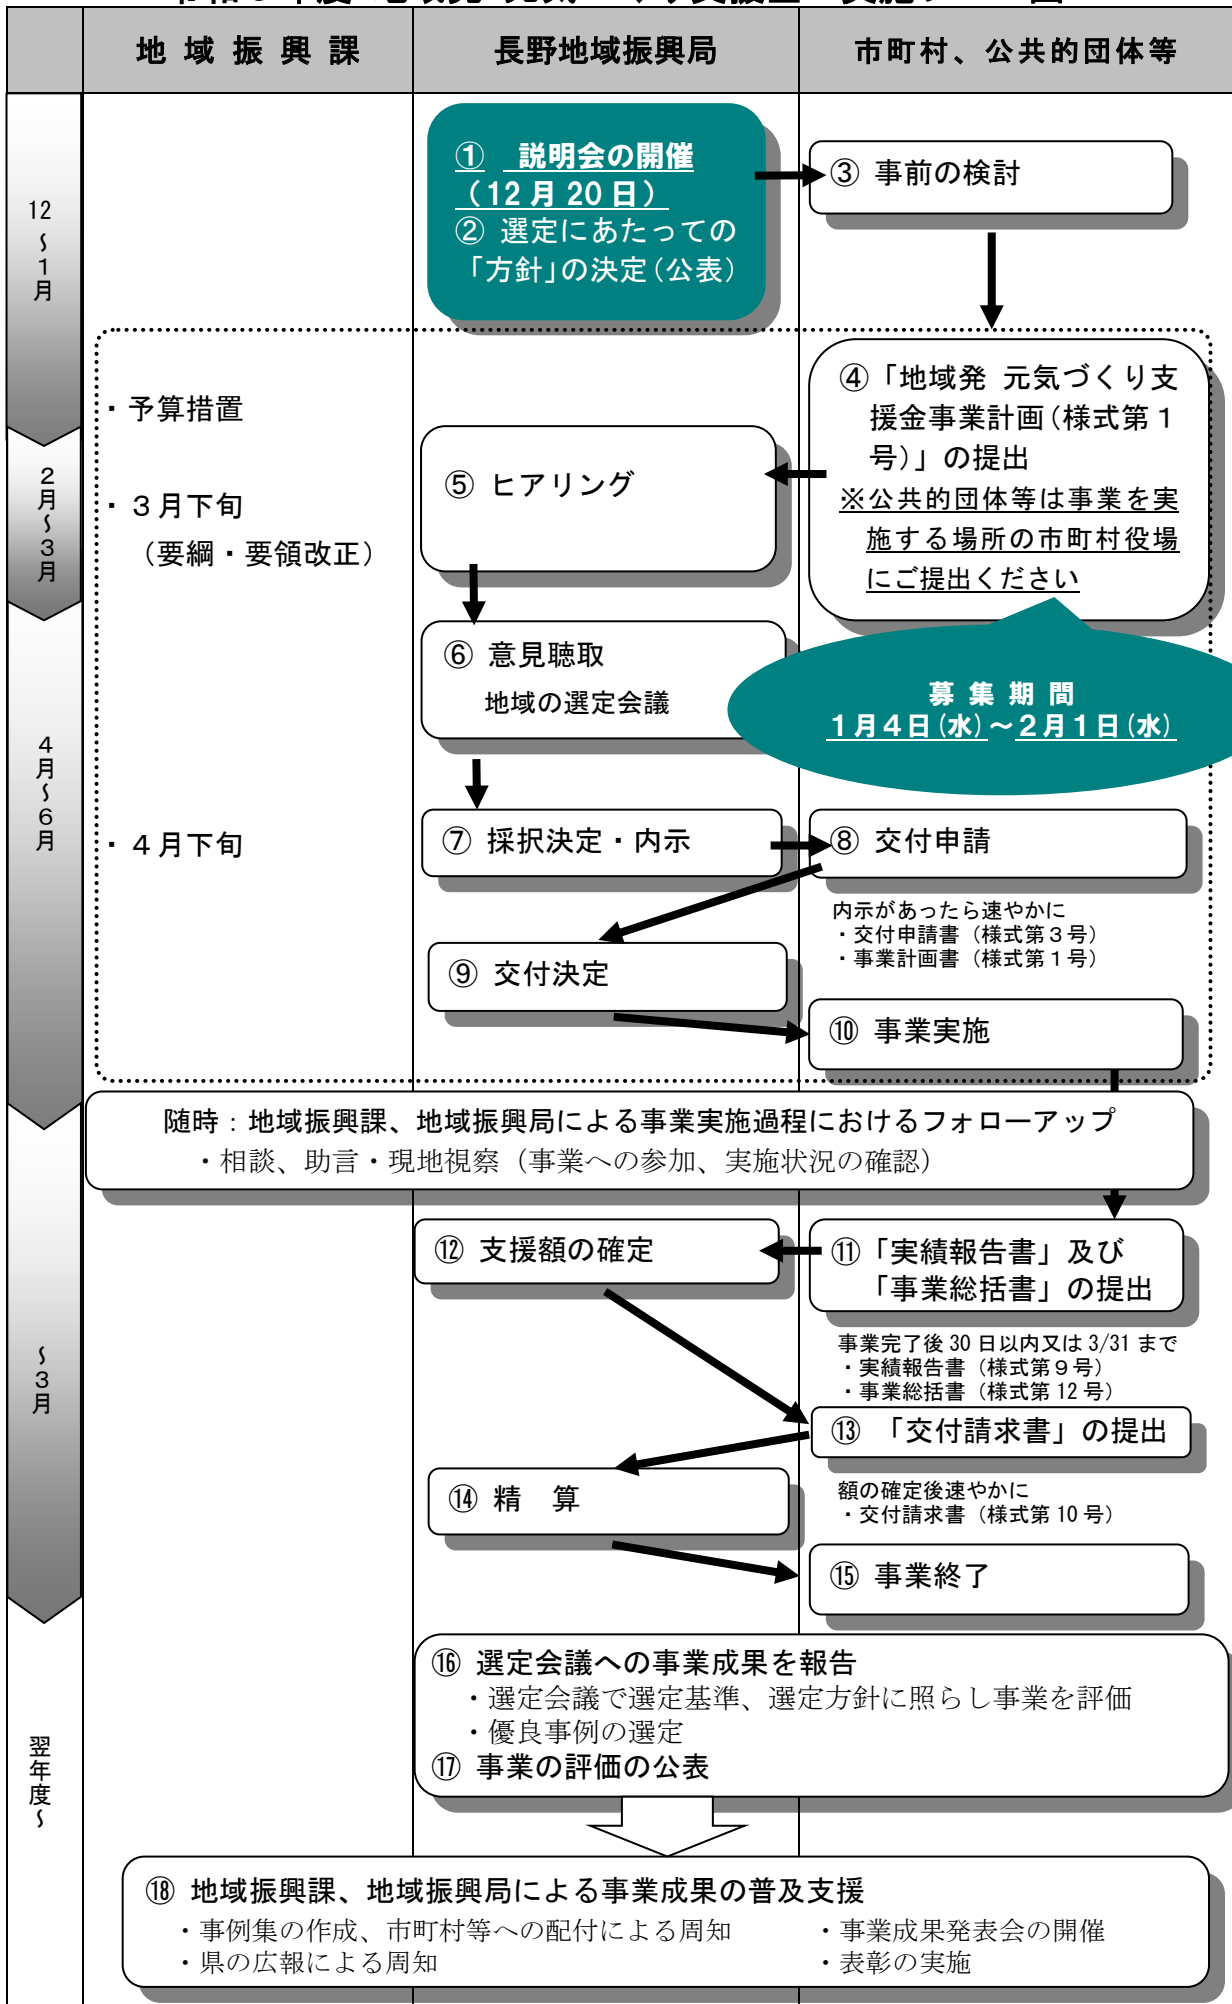 地域振興課
長野地域振興局
市町村、公共的団体等
12～1月
① 説明会の開催
（12月20日）
② 選定にあたっての
「方針」の決定(公表)
③ 事前の検討
・予算措置
④「地域発 元気づくり支
援金事業計画(様式第1
号)」の提出
※公共的団体等は事業を実
施する場所の市町村役場
にご提出ください
2月～3月
・3月下旬
（要綱・要領改正）
⑤ ヒアリング
⑥ 意見聴取
地域の選定会議
募集期間
1月4日(水)～2月1日(水)
4月～6月
・4月下旬
⑦ 採択決定・内示
⑧ 交付申請
内示があったら速やかに
・交付申請書（様式第3号）
・事業計画書（様式第1号）
⑨ 交付決定
⑩ 事業実施
随時：地域振興課、地域振興局による事業実施過程におけるフォローアップ
・相談、助言・現地視察（事業への参加、実施状況の確認）
～3月
⑫ 支援額の確定
⑪「実績報告書」及び
「事業総括書」の提出
事業完了後30日以内又は3/31まで
・実績報告書（様式第9号）
・事業総括書（様式第12号）
⑬ 「交付請求書」の提出
額の確定後速やかに
・交付請求書（様式第10号）
⑭ 精　算
⑮ 事業終了
翌年度～
⑯ 選定会議への事業成果を報告
・選定会議で選定基準、選定方針に照らし事業を評価
・優良事例の選定
⑰ 事業の評価の公表
⑱ 地域振興課、地域振興局による事業成果の普及支援
・事例集の作成、市町村等への配付による周知
・事業成果発表会の開催
・県の広報による周知
・表彰の実施